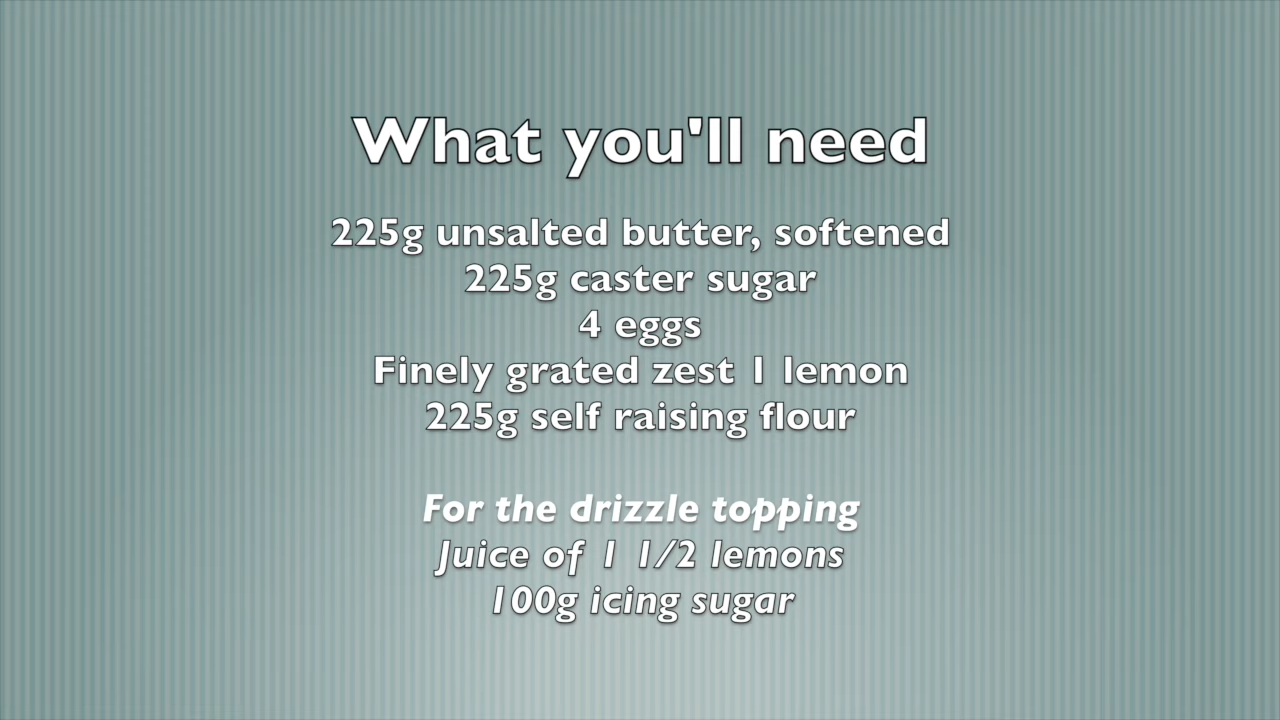 What you'll need
225g unsalted butter, softened
225g caster sugar
4 eggs
Finely grated zest 1 lemon
225g self raising flour
For the drizzle topping
Juice of 1 1/2 lemons
100g icing sugar